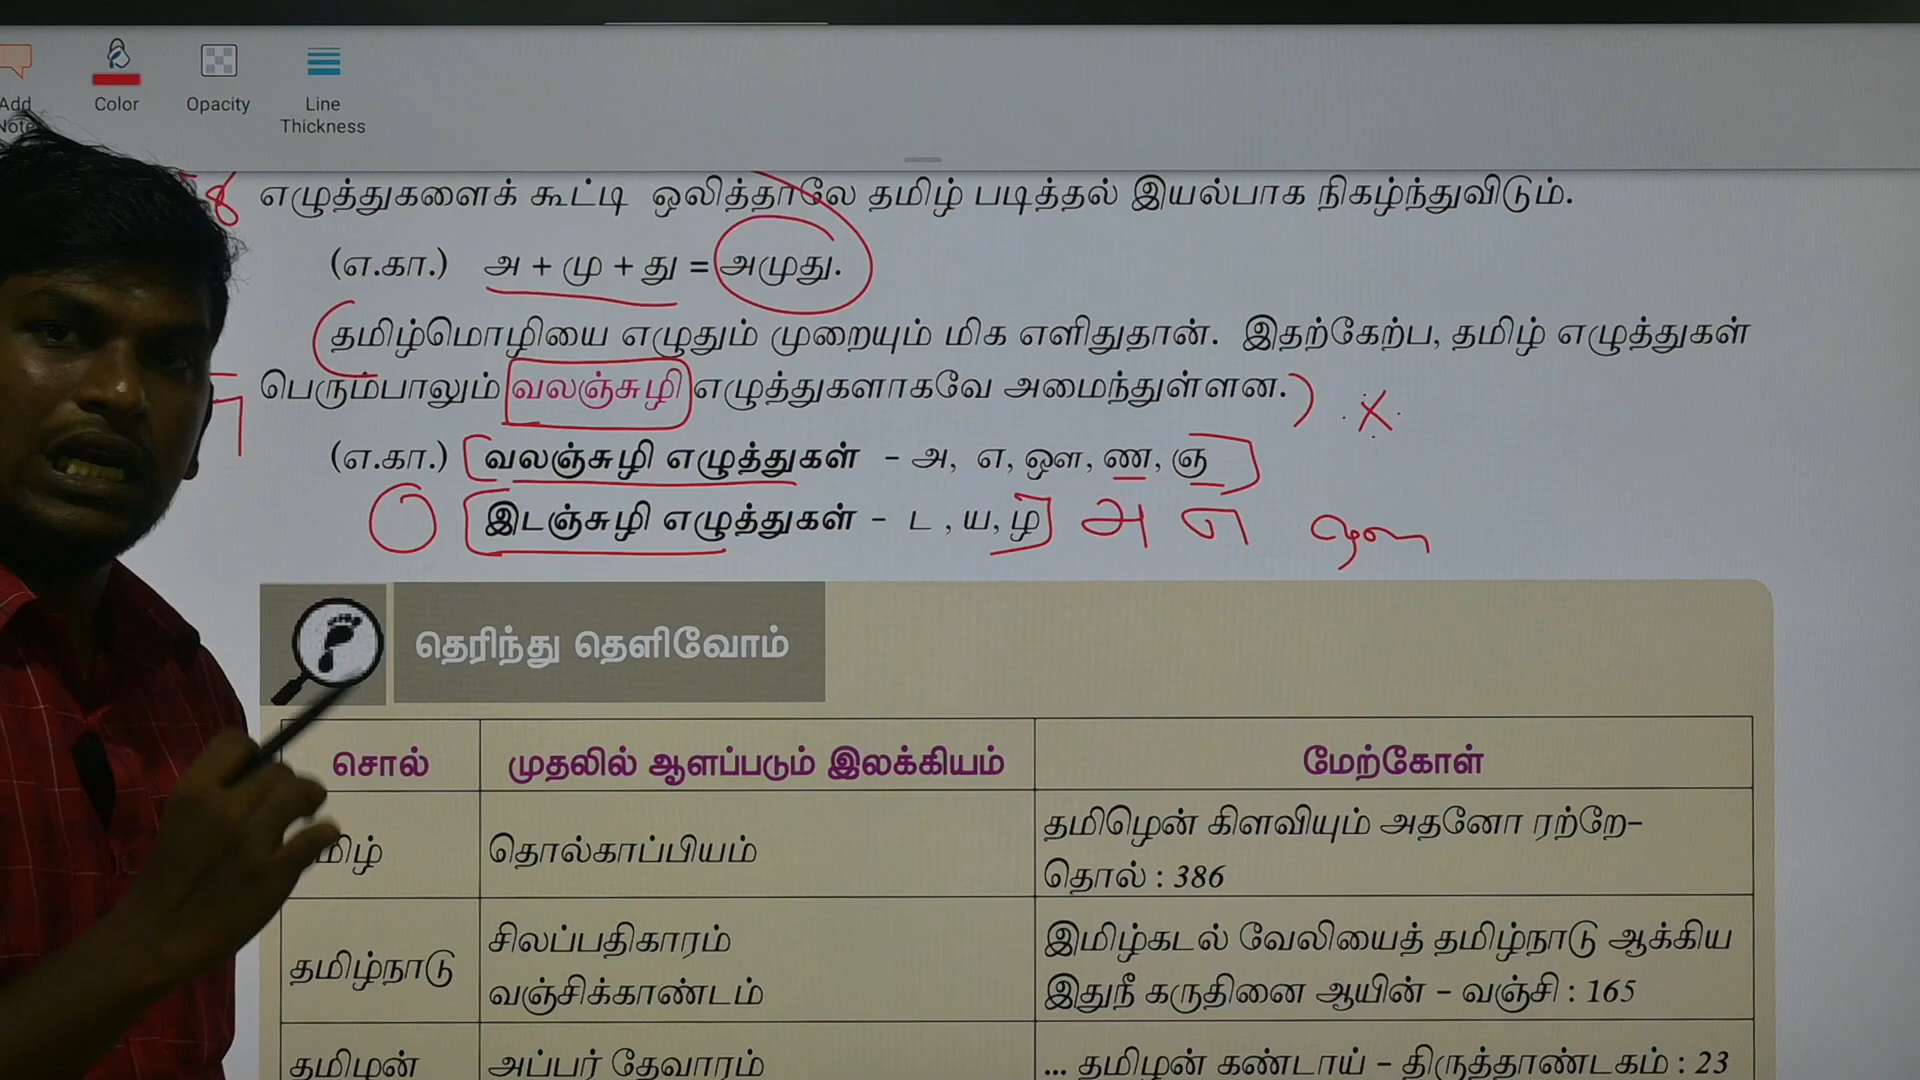 Add
Color
Opacity
Line
Note
Thickness
8 எழுத்துகளைக் கூட்டி ஒலித்தாலே தமிழ் படித்தல் இயல்பாக நிகழ்ந்துவிடும்.
(எ.கா.) அ + மு + து = அமுது.
தமிழ்மொழியை எழுதும் முறையும் மிக எளிதுதான். இதற்கேற்ப, தமிழ் எழுத்துகள்
பெரும்பாலும் வலஞ்சுழி எழுத்துகளாகவே அமைந்துள்ளன.) X
(எ.கா.) வலஞ்சுழி எழுத்துகள் - அ, எ, ஔ, ண, ஞ
இடஞ்சுழி எழுத்துகள் - ட , ய, ழ அ எ ஔ
தெரிந்து தெளிவோம்
சொல் முதலில் ஆளப்படும் இலக்கியம் மேற்கோள்
மிழ் தொல்காப்பியம் தமிழென் கிளவியும் அதனோ ரற்றே-
தொல் : 386
தமிழ்நாடு சிலப்பதிகாரம் இமிழ்கடல் வேலியைத் தமிழ்நாடு ஆக்கிய
வஞ்சிக்காண்டம் இதுநீ கருதினை ஆயின் - வஞ்சி : 165
தமிழன் அப்பர் தேவாரம் ... தமிழன் கண்டாய் - திருத்தாண்டகம் : 23